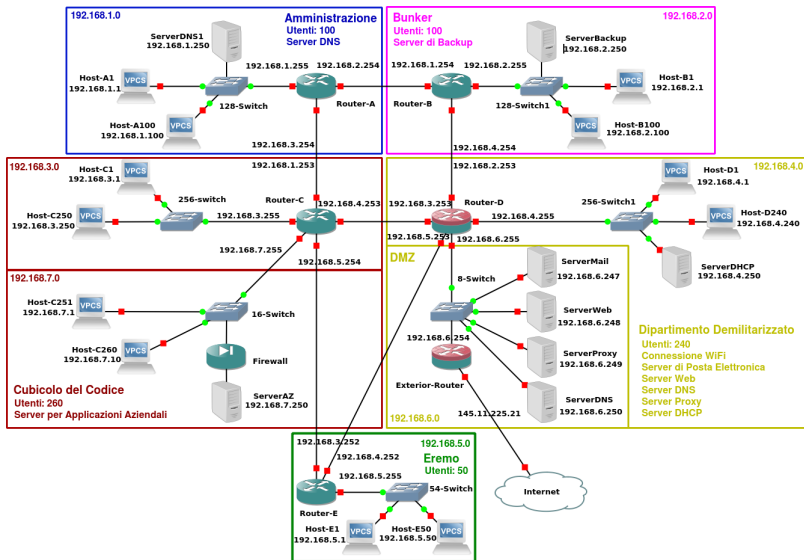 192.168.1.0
Amministrazione
Utenti: 100
Server DNS
ServerDNS1
192.168.1.250
192.168.1.255
192.168.2.254
Host-A1
192.168.1.1
VPCS
128-Switch
Router-A
Host-A100
192.168.1.100
VPCS
192.168.3.254
Bunker
Utenti: 100
Server di Backup
192.168.2.0
ServerBackup
192.168.2.250
192.168.1.254
192.168.2.255
Host-B1
192.168.2.1
VPCS
Router-B
128-Switch1
Host-B100
192.168.2.100
VPCS
192.168.4.254
192.168.3.0
192.168.1.253
Host-C1
192.168.3.1
VPCS
256-switch
Router-C
192.168.4.253
Host-C250
192.168.3.250
VPCS
192.168.3.255
192.168.7.255
192.168.5.254
192.168.2.253
192.168.4.0
Host-D1
192.168.4.1
VPCS
192.168.3.253
Router-D
256-Switch1
192.168.4.255
Host-D240
192.168.4.240
VPCS
192.168.5.253
192.168.6.255
ServerDHCP
192.168.4.250
DMZ
8-Switch
ServerMail
192.168.6.247
ServerWeb
192.168.6.248
192.168.6.254
ServerProxy
192.168.6.249
Exterior-Router
ServerDNS
192.168.6.250
145.11.225.21
192.168.6.0
Dipartimento Demilitarizzato
Utenti: 240
Connessione WiFi
Server di Posta Elettronica
Server Web
Server DNS
Server Proxy
Server DHCP
192.168.7.0
Host-C251
192.168.7.1
VPCS
16-Switch
Host-C260
192.168.7.10
VPCS
Firewall
ServerAZ
192.168.7.250
Cubicolo del Codice
Utenti: 260
Server per Applicazioni Aziendali
192.168.3.252
192.168.5.0
192.168.4.252
Eremo
Utenti: 50
192.168.5.255
54-Switch
Router-E
Host-E1
192.168.5.1
VPCS
Host-E50
192.168.5.50
VPCS
Internet